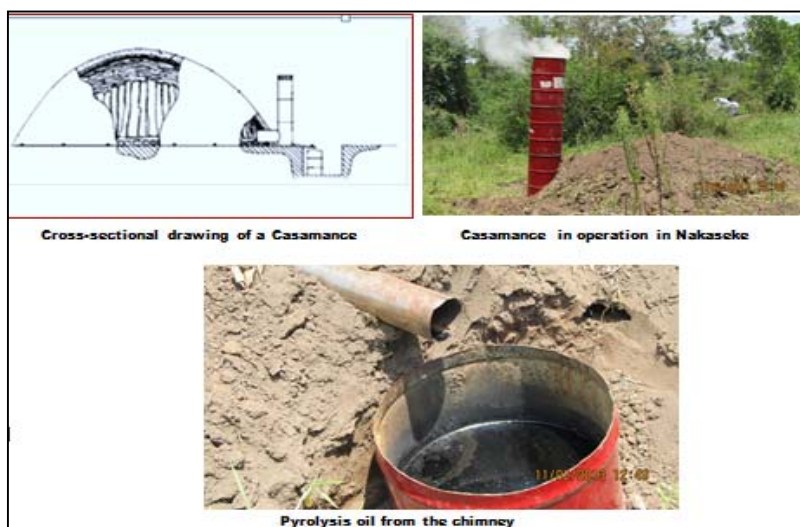 Cross-sectional drawing of a Casamance
Casamance in operation in Nakaseke
Pyrolysis oil from the chimney